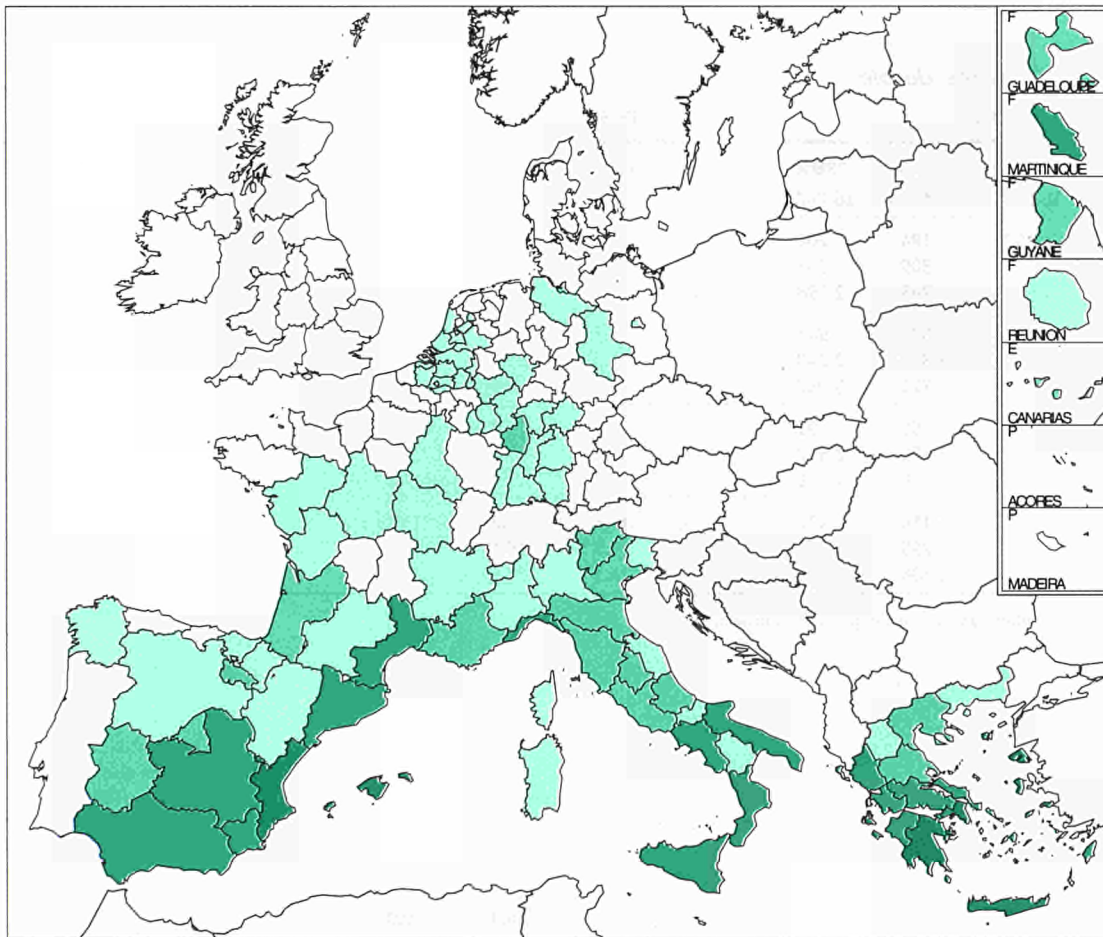 F
GUADELOUPE
F
MARTINIQUE
F
GUYANE
F
REUNION
E
CANARIAS
P
ACORES
P
MADEIRA